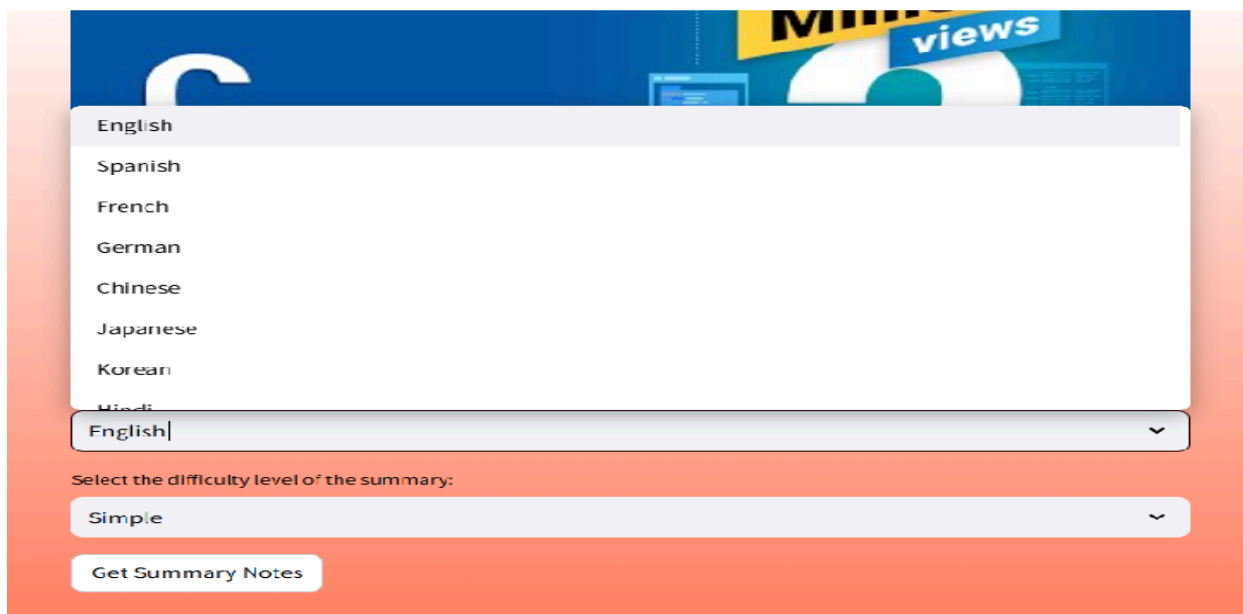 views
English
Spanish
French
German
Chinese
Japanese
Korean
Hindi
English
Select the difficulty level of the summary:
Simple
Get Summary Notes